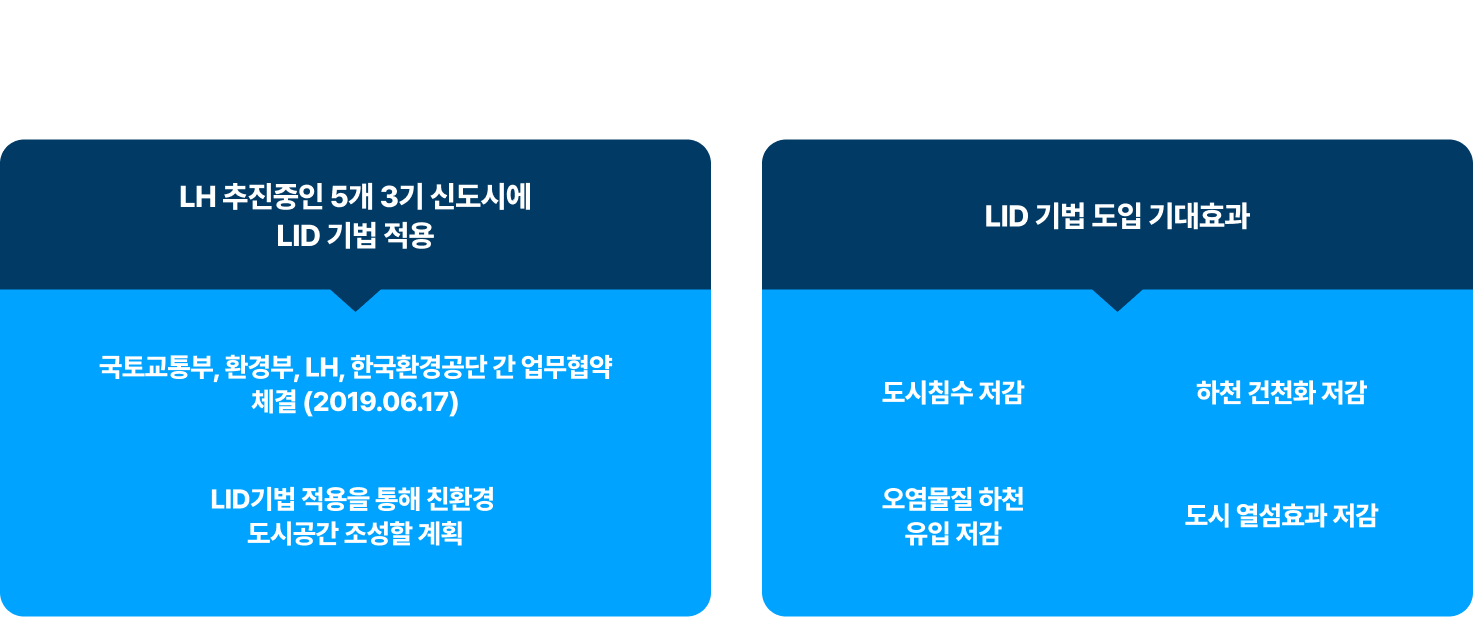 LH 추진중인 5개 3기 신도시에
LID 기법 적용
국토교통부, 환경부, LH, 한국환경공단 간 업무협약
체결 (2019.06.17)
LID기법 적용을 통해 친환경
도시공간 조성할 계획
LID 기법 도입 기대효과
도시침수 저감
하천 건천화 저감
오염물질 하천
유입 저감
도시 열섬효과 저감